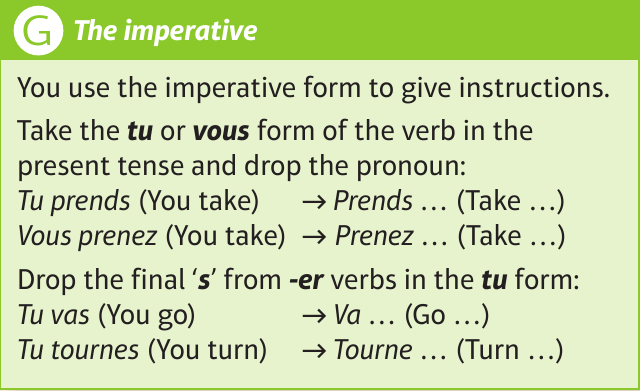 G The imperative
You use the imperative form to give instructions.
Take the tu or vous form of the verb in the
present tense and drop the pronoun:
Tu prends (You take) → Prends … (Take …)
Vous prenez (You take) → Prenez … (Take …)
Drop the final ‘s’ from -er verbs in the tu form:
Tu vas (You go) → Va … (Go …)
Tu tournes (You turn) → Tourne … (Turn …)